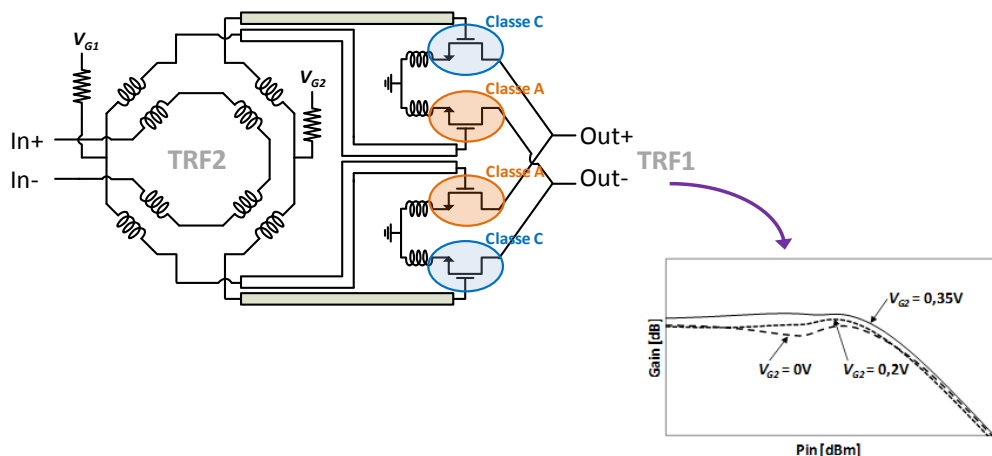 Classe C
VG1
VG2
Classe A
In+
In-
TRF2
Out+
Out-
TRF1
Classe A
Classe C
VG2 = 0,35V
VG2 = 0V
VG2 = 0,2V
Gain [dB]
Pin [dBm]